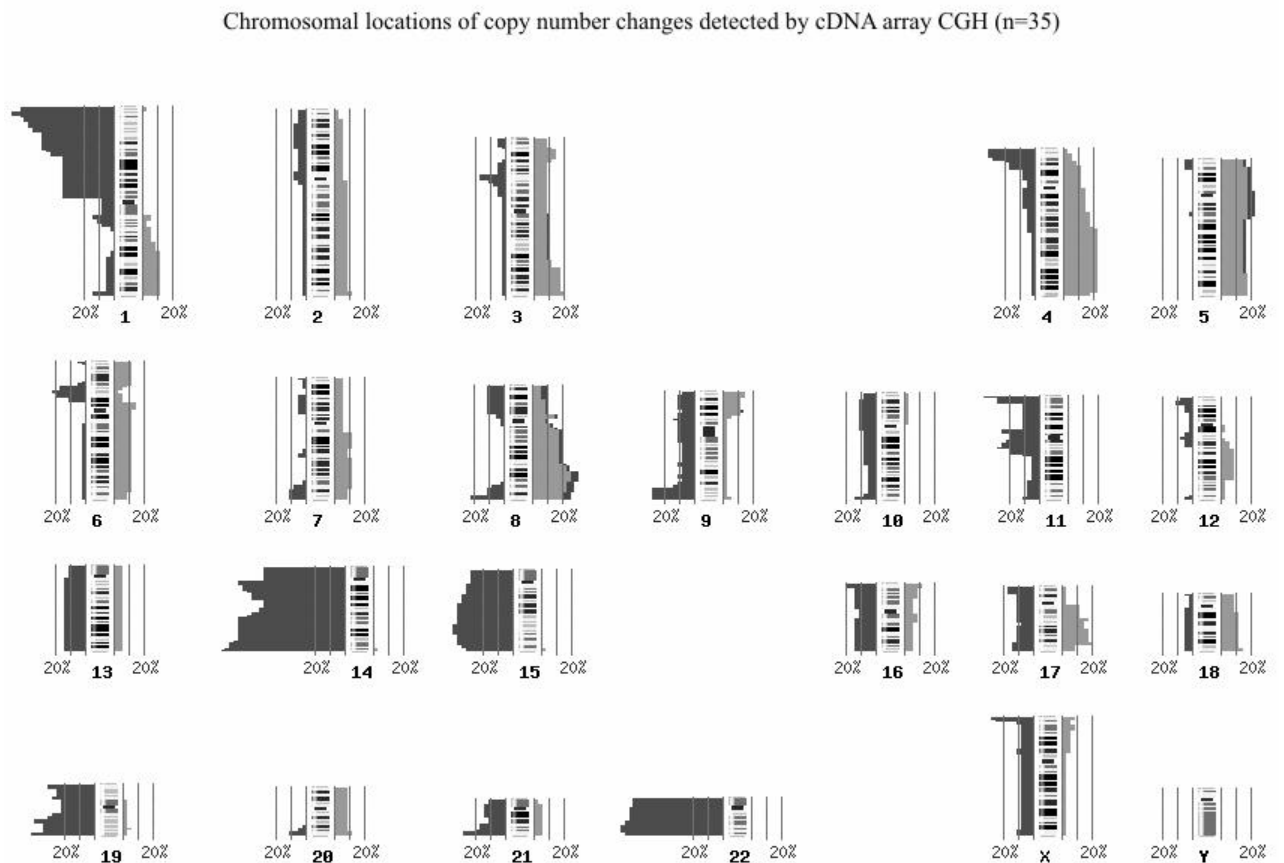 Chromosomal locations of copy number changes detected by cDNA array CGH (n=35)
20% 1 20%
20% 2 20%
20% 3 20%
20% 4 20%
20% 5 20%
20% 6 20%
20% 7 20%
20% 8 20%
20% 9 20%
20% 10 20%
20% 11 20%
20% 12 20%
20% 13 20%
20% 14 20%
20% 15 20%
20% 16 20%
20% 17 20%
20% 18 20%
20% 19 20%
20% 20 20%
20% 21 20%
20% 22 20%
20% X 20%
20% Y 20%